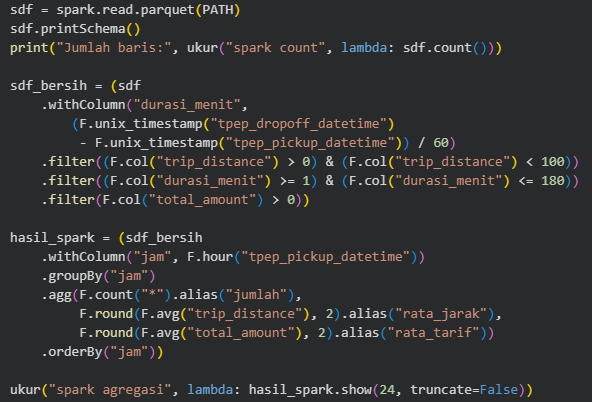 sdf = spark.read.parquet(PATH)
sdf.printSchema()
print("Jumlah baris:", ukur("spark count", lambda: sdf.count()))

sdf_bersih = (sdf
    .withColumn("durasi_menit",
        (F.unix_timestamp("tpep_dropoff_datetime")
         - F.unix_timestamp("tpep_pickup_datetime")) / 60)
    .filter((F.col("trip_distance") > 0) & (F.col("trip_distance") < 100))
    .filter((F.col("durasi_menit") >= 1) & (F.col("durasi_menit") <= 180))
    .filter(F.col("total_amount") > 0))

hasil_spark = (sdf_bersih
    .withColumn("jam", F.hour("tpep_pickup_datetime"))
    .groupBy("jam")
    .agg(F.count("*").alias("jumlah"),
         F.round(F.avg("trip_distance"), 2).alias("rata_jarak"),
         F.round(F.avg("total_amount"), 2).alias("rata_tarif"))
    .orderBy("jam"))

ukur("spark agregasi", lambda: hasil_spark.show(24, truncate=False))